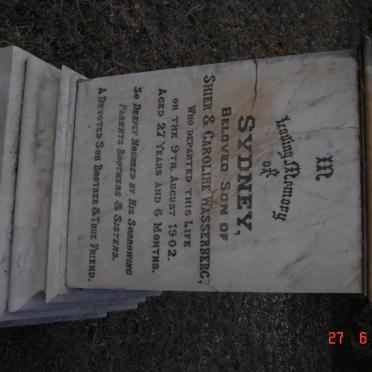 IN
Loving Memory
OF
SYDNEY,
BELOVED SON OF
SHIER & CAROLINE WASSERBERG,
WHO DEPARTED THIS LIFE
ON THE 9TH AUGUST 1902.
AGED 27 YEARS AND 6 MONTHS.
SO DEEPLY MOURNED BY HIS SORROWING
PARENTS BROTHERS & SISTERS.
A DEVOTED SON BROTHER & TRUE FRIEND.
27 6